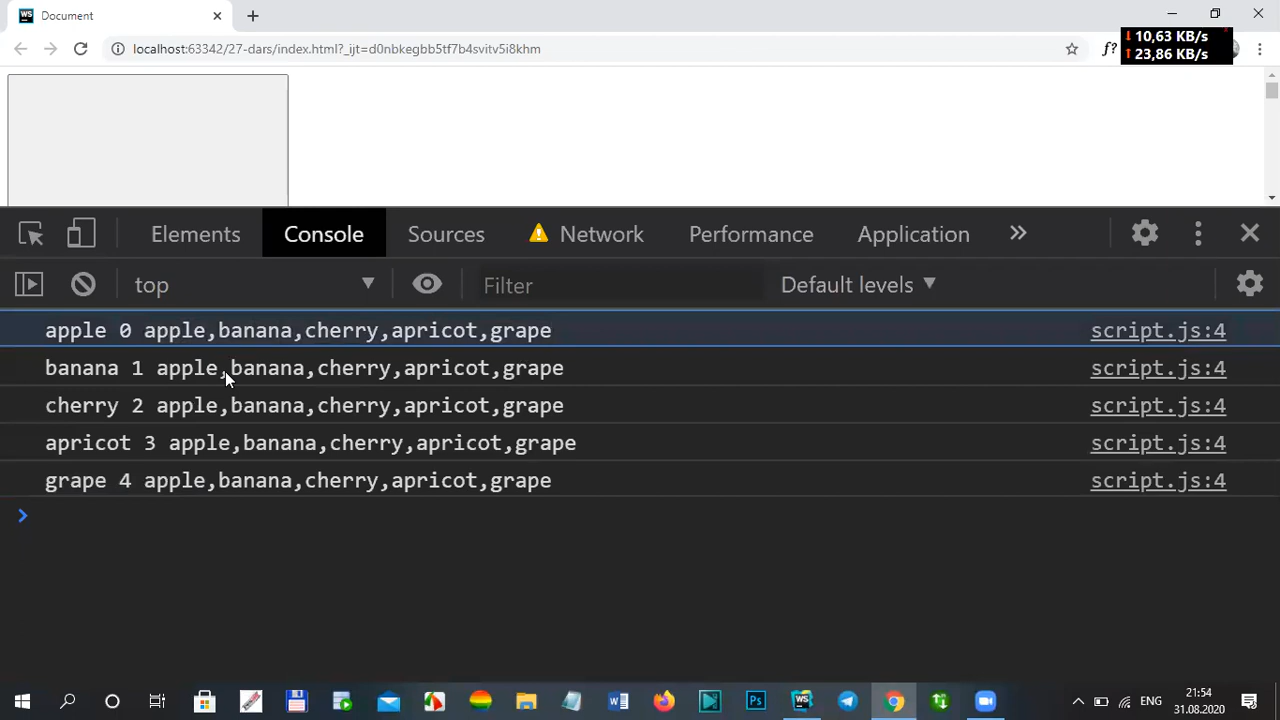 WS Document
localhost:63342/27-dars/index.html?_ijt=d0nbkegbb5tf7b4svitv5i8khm
f?
10,63 KB/s
23,86 KB/s
Elements Console Sources Network Performance Application
top Filter Default levels
apple 0 apple,banana,cherry,apricot,grape script.js:4
banana 1 apple,banana,cherry,apricot,grape script.js:4
cherry 2 apple,banana,cherry,apricot,grape script.js:4
apricot 3 apple,banana,cherry,apricot,grape script.js:4
grape 4 apple,banana,cherry,apricot,grape script.js:4
Ps WS ENG 21:54
31.08.2020